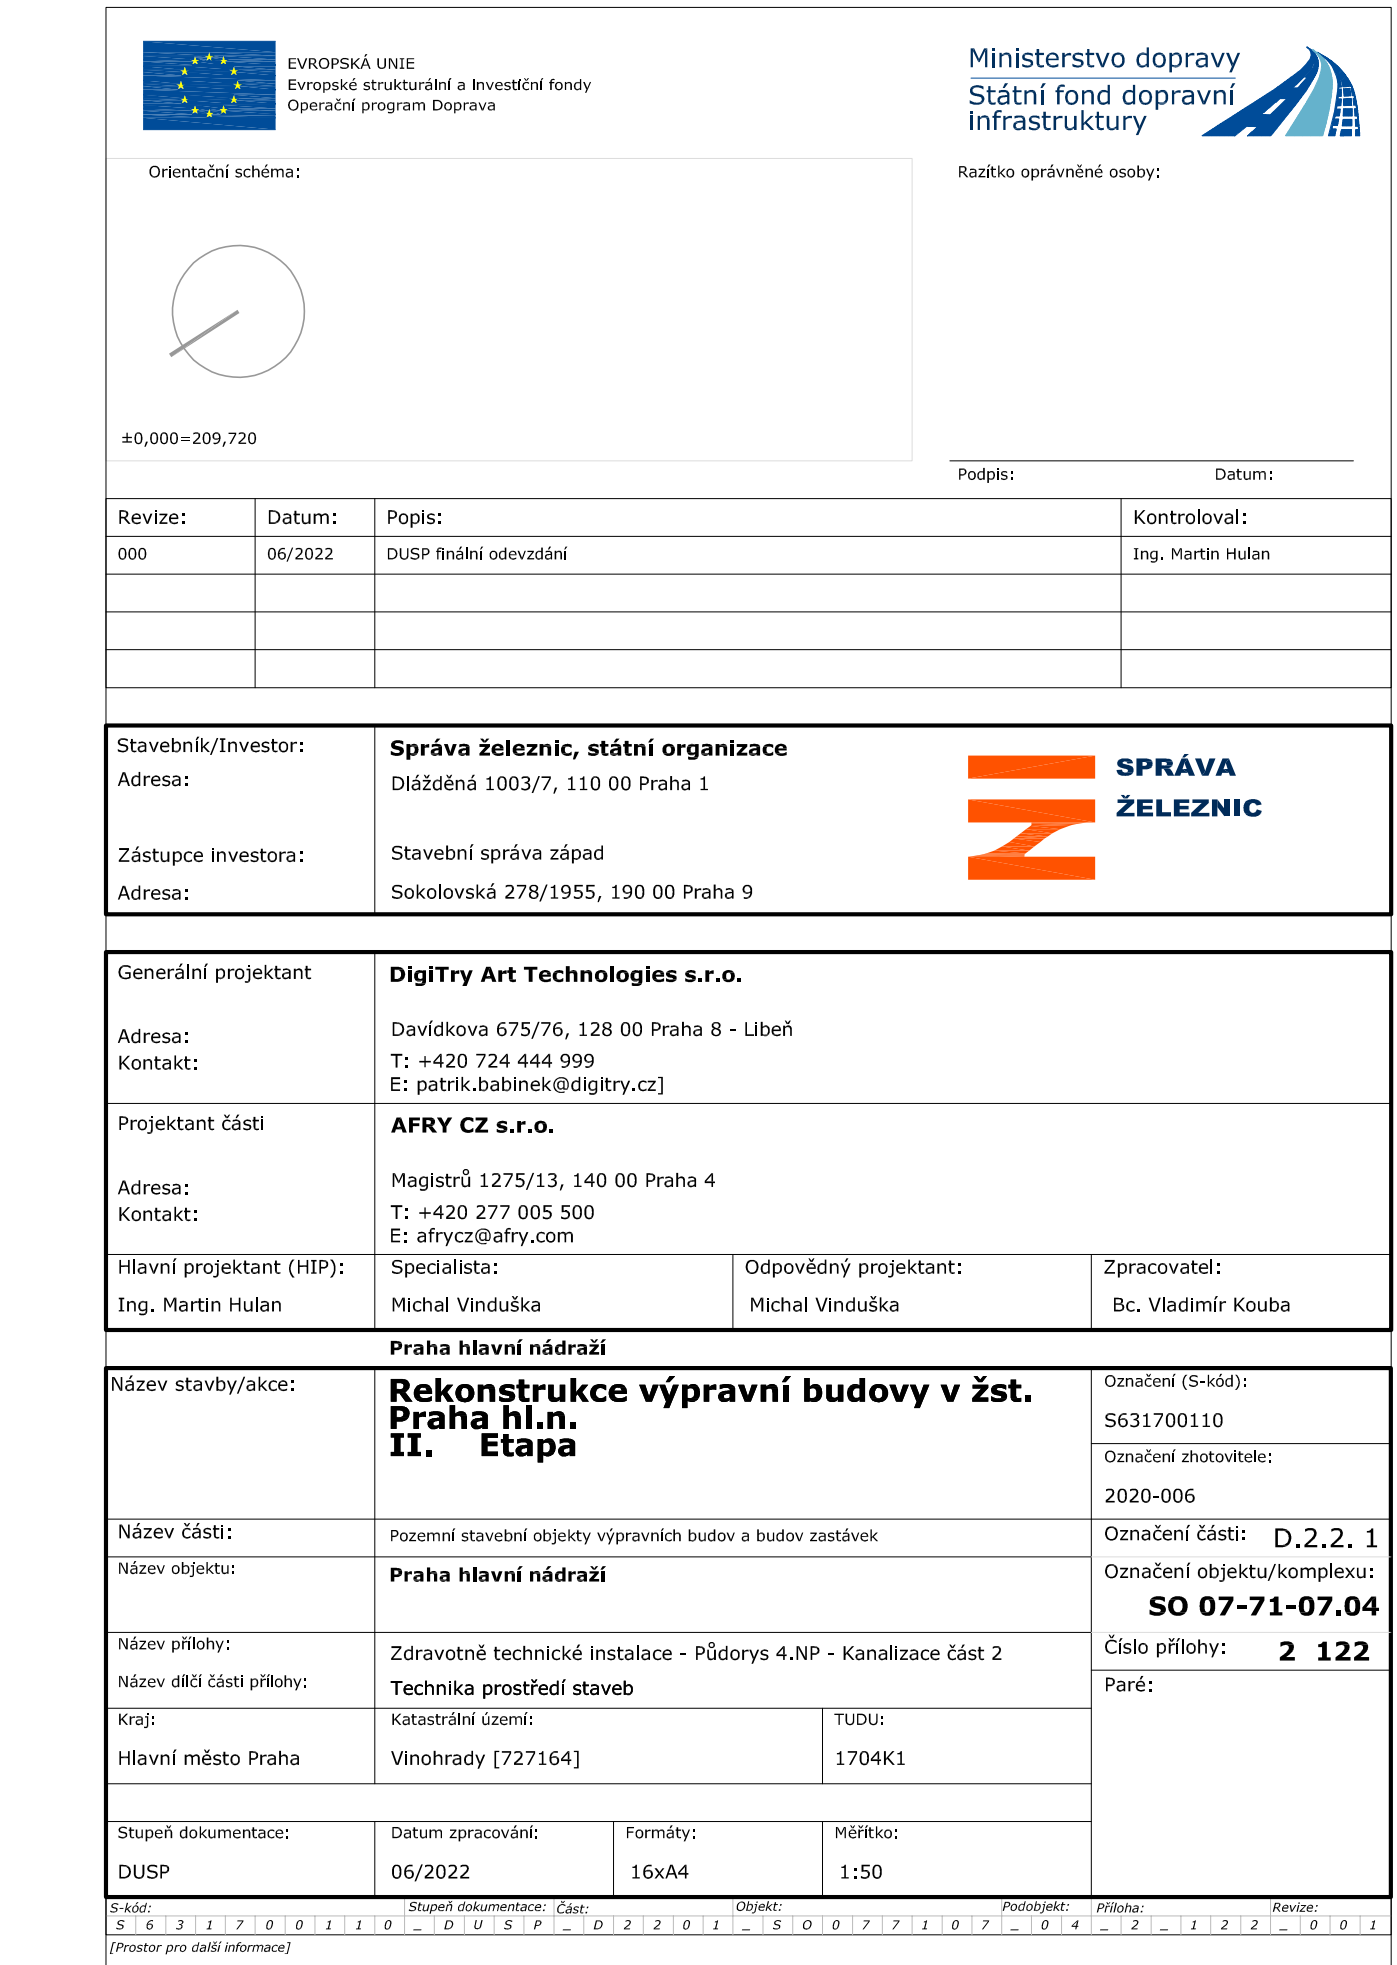 EVROPSKÁ UNIE
Evropské strukturální a Investiční fondy
Operační program Doprava
Ministerstvo dopravy
Státní fond dopravní
infrastruktury
Orientační schéma:
Razítko oprávněné osoby:
±0,000=209,720
Podpis: Datum:
Revize: Datum: Popis: Kontroloval:
000 06/2022 DUSP finální odevzdání Ing. Martin Hulan
Stavebník/Investor: Správa železnic, státní organizace
Adresa: Dlážděná 1003/7, 110 00 Praha 1
SPRÁVA
ŽELEZNIC
Zástupce investora: Stavební správa západ
Adresa: Sokolovská 278/1955, 190 00 Praha 9
Generální projektant DigiTry Art Technologies s.r.o.
Adresa: Davídkova 675/76, 128 00 Praha 8 - Libeň
Kontakt: T: +420 724 444 999
E: patrik.babinek@digitry.cz]
Projektant části AFRY CZ s.r.o.
Adresa: Magistrů 1275/13, 140 00 Praha 4
Kontakt: T: +420 277 005 500
E: afrycz@afry.com
Hlavní projektant (HIP): Specialista: Odpovědný projektant: Zpracovatel:
Ing. Martin Hulan Michal Vinduška Michal Vinduška Bc. Vladimír Kouba
Praha hlavní nádraží
Název stavby/akce: Rekonstrukce výpravní budovy v žst.
Praha hl.n.
II. Etapa
Označení (S-kód):
S631700110
Označení zhotovitele:
2020-006
Název části: Pozemní stavební objekty výpravních budov a budov zastávek Označení části: D.2.2. 1
Název objektu: Praha hlavní nádraží Označení objektu/komplexu:
SO 07-71-07.04
Název přílohy: Zdravotně technické instalace - Půdorys 4.NP - Kanalizace část 2 Číslo přílohy: 2 122
Název dílčí části přílohy: Technika prostředí staveb Paré:
Kraj: Katastrální území: TUDU:
Hlavní město Praha Vinohrady [727164] 1704K1
Stupeň dokumentace: Datum zpracování: Formáty: Měřítko:
DUSP 06/2022 16xA4 1:50
S-kód: Stupeň dokumentace: Část: Objekt: Podobjekt: Příloha: Revize:
S 6 3 1 7 0 0 1 1 0 _ D U S P _ D 2 2 0 1 _ S O 0 7 7 1 0 7 _ 0 4 _ 2 _ 1 2 2 _ 0 0 1
[Prostor pro další informace]